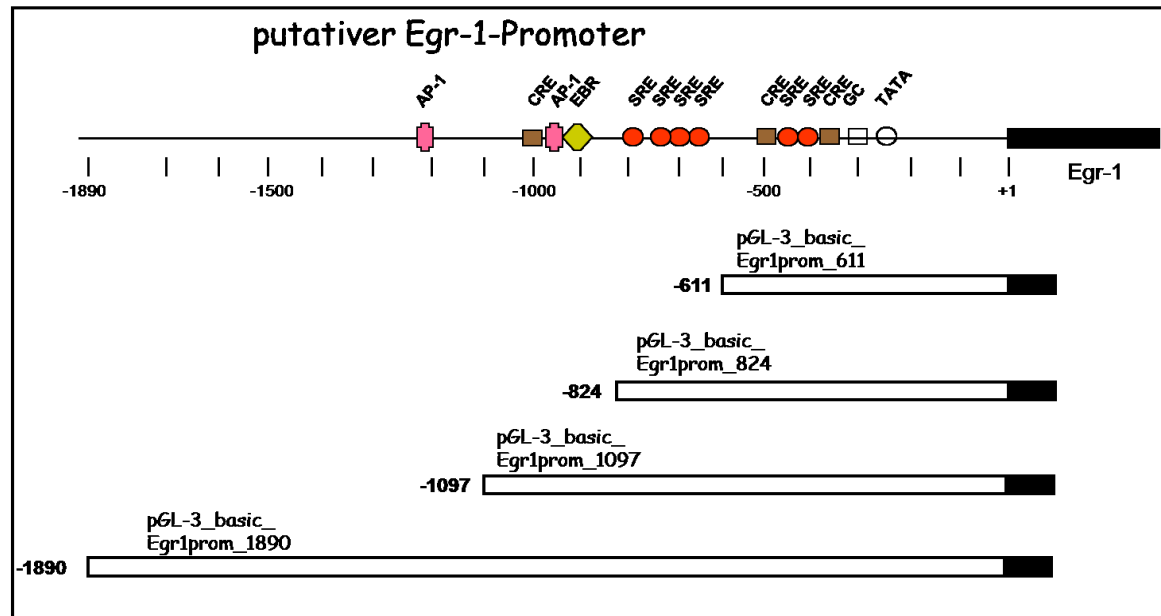 putativer Egr-1-Promoter
AP-1 CRE AP-1 EBR SRE SRE SRE SRE CRE SRE SRE CRE GC TATA
-1890 -1500 -1000 -500 +1 Egr-1
pGL-3_basic_
Egr1prom_611
-611
pGL-3_basic_
Egr1prom_824
-824
pGL-3_basic_
Egr1prom_1097
-1097
pGL-3_basic_
Egr1prom_1890
-1890